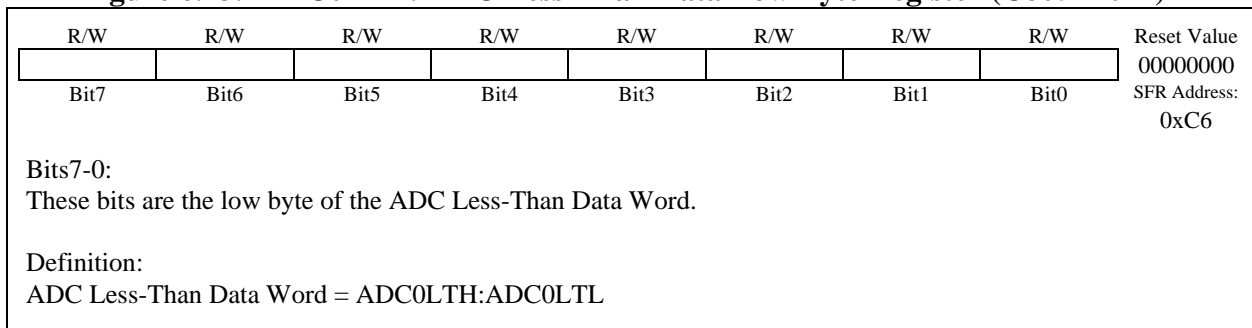 R/W R/W R/W R/W R/W R/W R/W R/W Reset Value
00000000
Bit7 Bit6 Bit5 Bit4 Bit3 Bit2 Bit1 Bit0 SFR Address:
0xC6
Bits7-0:
These bits are the low byte of the ADC Less-Than Data Word.
Definition:
ADC Less-Than Data Word = ADC0LTH:ADC0LTL